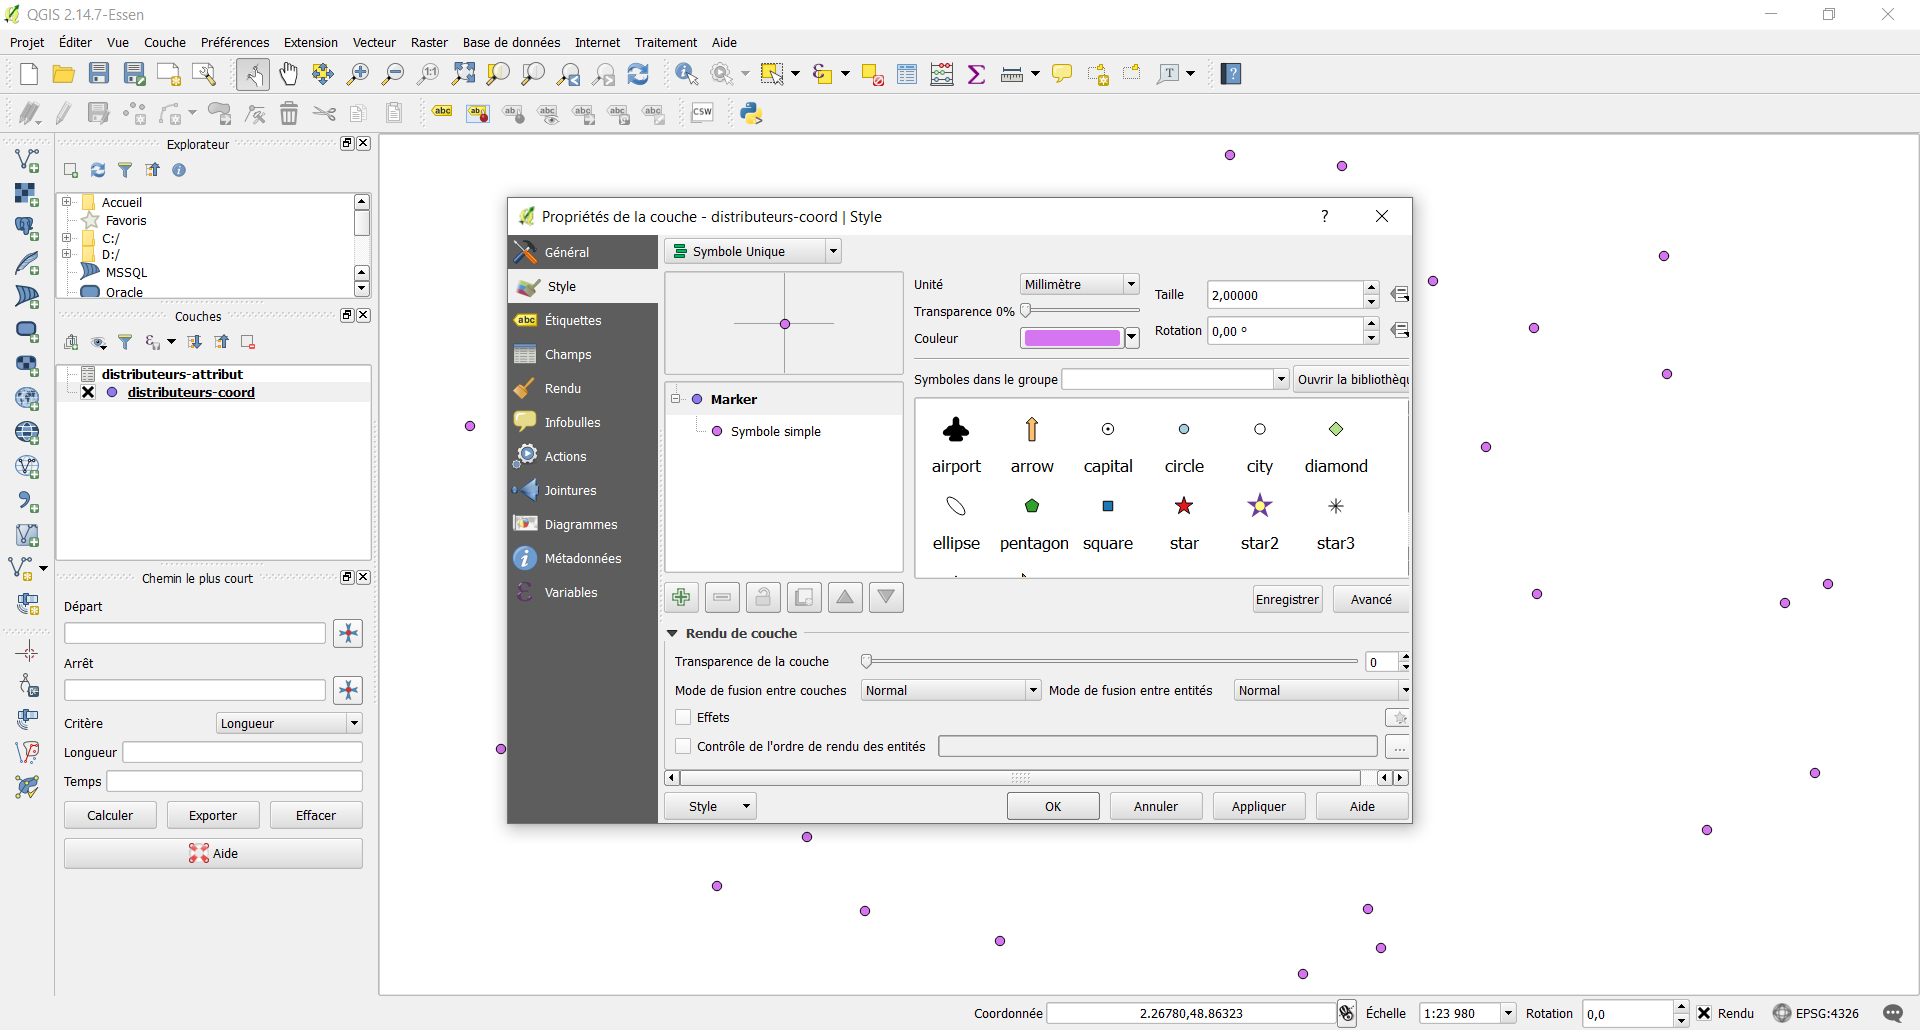 QGIS 2.14.7-Essen
Projet Éditer Vue Couche Préférences Extension Vecteur Raster Base de données Internet Traitement Aide
Explorateur
Accueil
Favoris
C:/
D:/
MSSQL
Oracle
Couches
distributeurs-attribut
distributeurs-coord
Chemin le plus court
Départ
Arrêt
Critère Longueur
Longueur
Temps
Calculer Exporter Effacer
Aide
Propriétés de la couche - distributeurs-coord | Style
?
Général
Style
abc Étiquettes
Champs
Rendu
Infobulles
Actions
Jointures
Diagrammes
Métadonnées
Variables
Symbole Unique
Unité Millimètre
Transparence 0%
Couleur
Taille 2,00000
Rotation 0,00 °
Marker
Symbole simple
Symboles dans le groupe Ouvrir la bibliothèqu
airport arrow capital circle city diamond
ellipse pentagon square star star2 star3
Enregistrer Avancé
Rendu de couche
Transparence de la couche 0
Mode de fusion entre couches Normal Mode de fusion entre entités Normal
Effets
Contrôle de l'ordre de rendu des entités ...
Style OK Annuler Appliquer Aide
Coordonnée 2.26780,48.86323 Échelle 1:23 980 Rotation 0,0 Rendu EPSG:4326